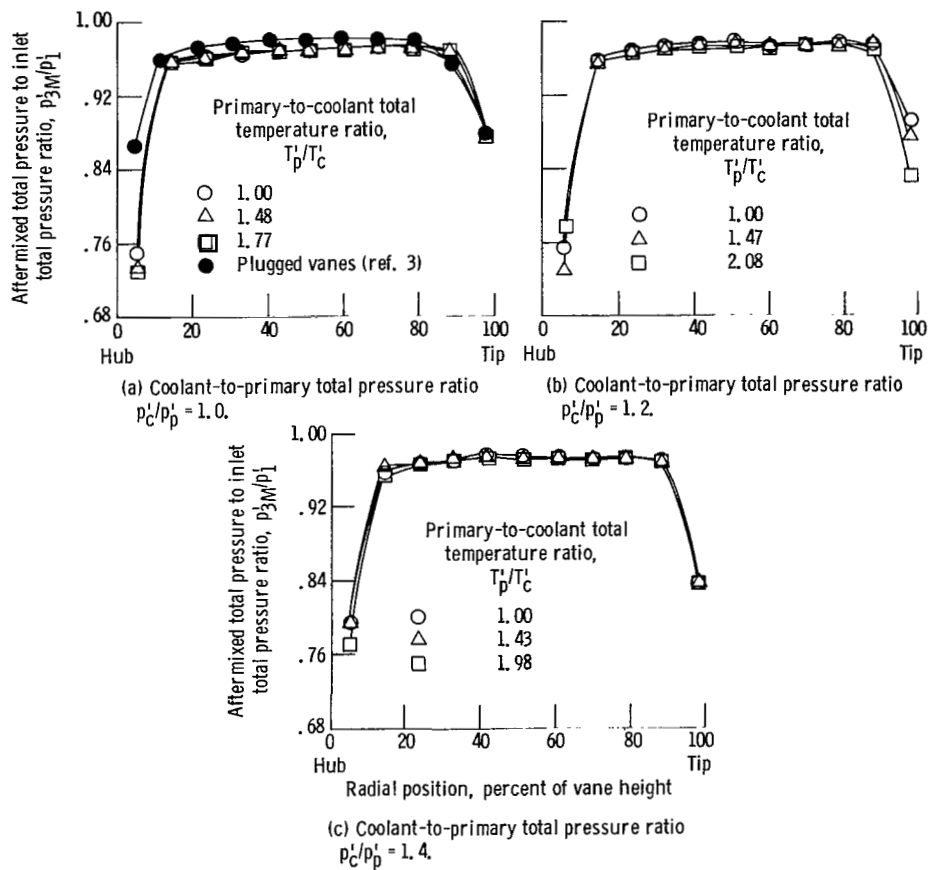 After mixed total pressure to inlet
total pressure ratio, p'3M/p'1
1.00
.92
.84
.76
.68
Primary-to-coolant total
temperature ratio,
T'p/T'c
1.00
1.48
1.77
Plugged vanes (ref. 3)
0 20 40 60 80 100
Hub Tip
(a) Coolant-to-primary total pressure ratio
p'c/p'p = 1.0.
Primary-to-coolant total
temperature ratio,
T'p/T'c
1.00
1.47
2.08
0 20 40 60 80 100
Hub Tip
(b) Coolant-to-primary total pressure ratio
p'c/p'p = 1.2.
After mixed total pressure to inlet
total pressure ratio, p'3M/p'1
1.00
.92
.84
.76
.68
Primary-to-coolant total
temperature ratio,
T'p/T'c
1.00
1.43
1.98
0 20 40 60 80 100
Hub Tip
Radial position, percent of vane height
(c) Coolant-to-primary total pressure ratio
p'c/p'p = 1.4.